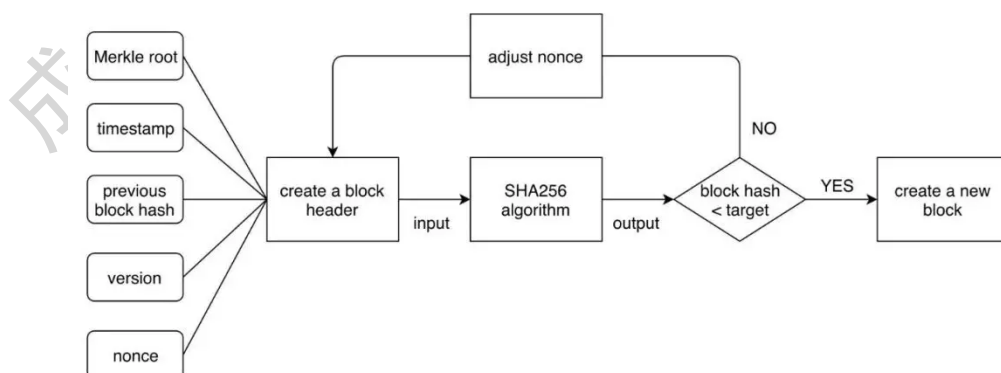 Merkle root
timestamp
previous
block hash
version
nonce
create a block
header
input
SHA256
algorithm
output
adjust nonce
block hash
< target
NO
YES
create a new
block
成